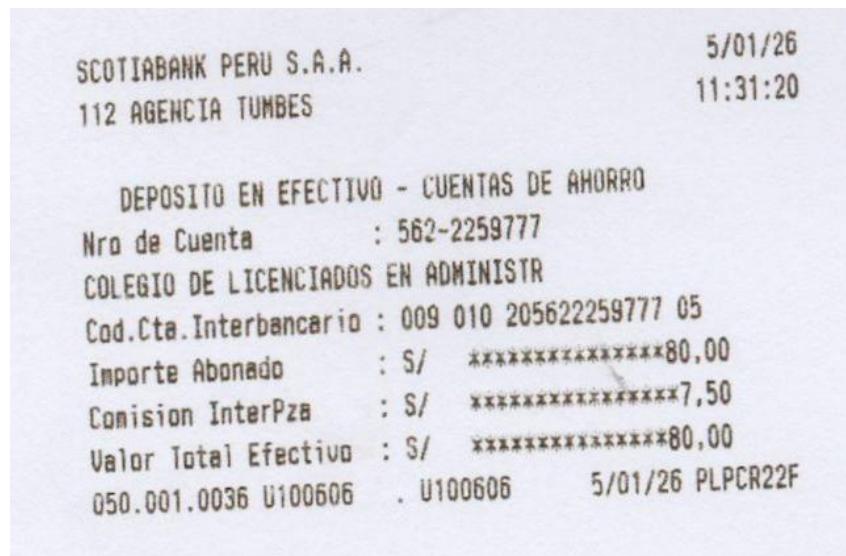 SCOTIABANK PERU S.A.A. 5/01/26
112 AGENCIA TUMBES 11:31:20
DEPOSITO EN EFECTIVO - CUENTAS DE AHORRO
Nro de Cuenta : 562-2259777
COLEGIO DE LICENCIADOS EN ADMINISTR
Cod.Cta.Interbancario : 009 010 205622259777 05
Importe Abonado : S/ ***************80,00
Comision InterPza : S/ ****************7,50
Valor Total Efectivo : S/ ***************80,00
050.001.0036 U100606 . U100606 5/01/26 PLPCR22F